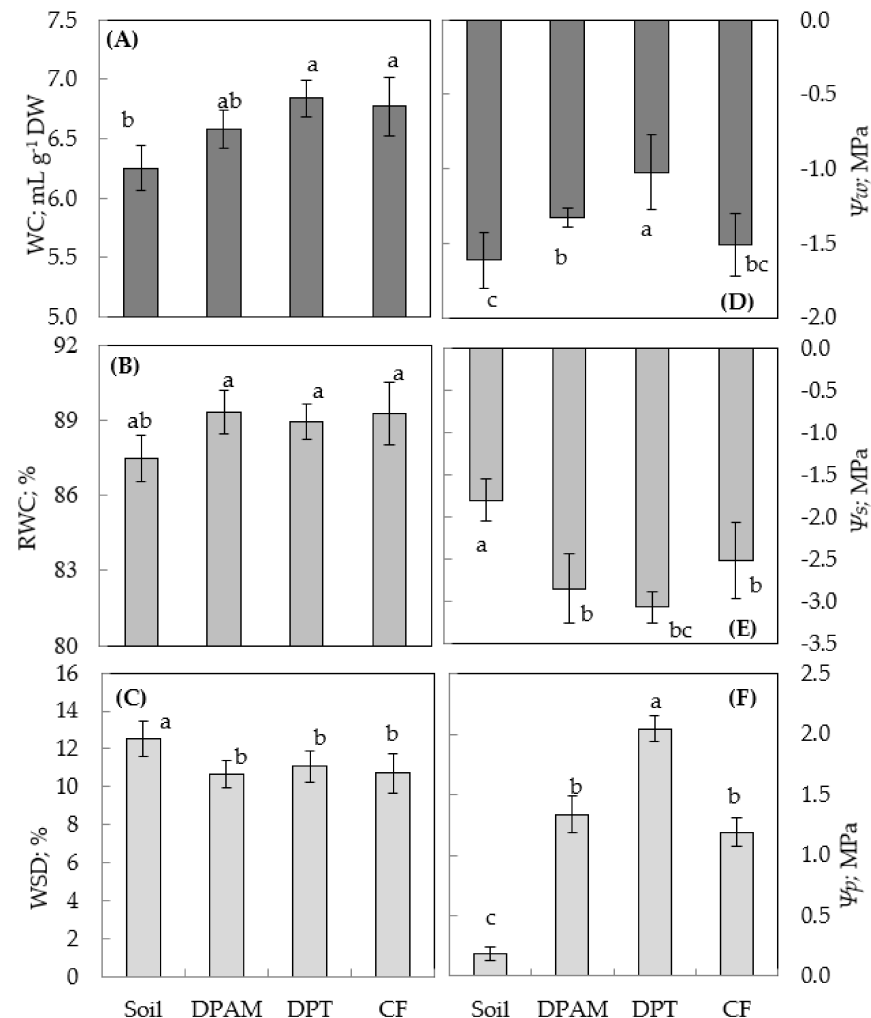 (A)
WC; mL g⁻¹ DW
7.5
7.0
6.5
6.0
5.5
5.0
b
ab
a
a
(D)
Ψw; MPa
0.0
-0.5
-1.0
-1.5
-2.0
c
b
a
bc
(B)
RWC; %
92
89
86
83
80
ab
a
a
a
(E)
Ψs; MPa
0.0
-0.5
-1.0
-1.5
-2.0
-2.5
-3.0
-3.5
a
b
bc
b
(C)
WSD; %
16
14
12
10
8
6
4
2
0
a
b
b
b
Soil DPAM DPT CF
(F)
Ψp; MPa
2.5
2.0
1.5
1.0
0.5
0.0
c
b
a
b
Soil DPAM DPT CF